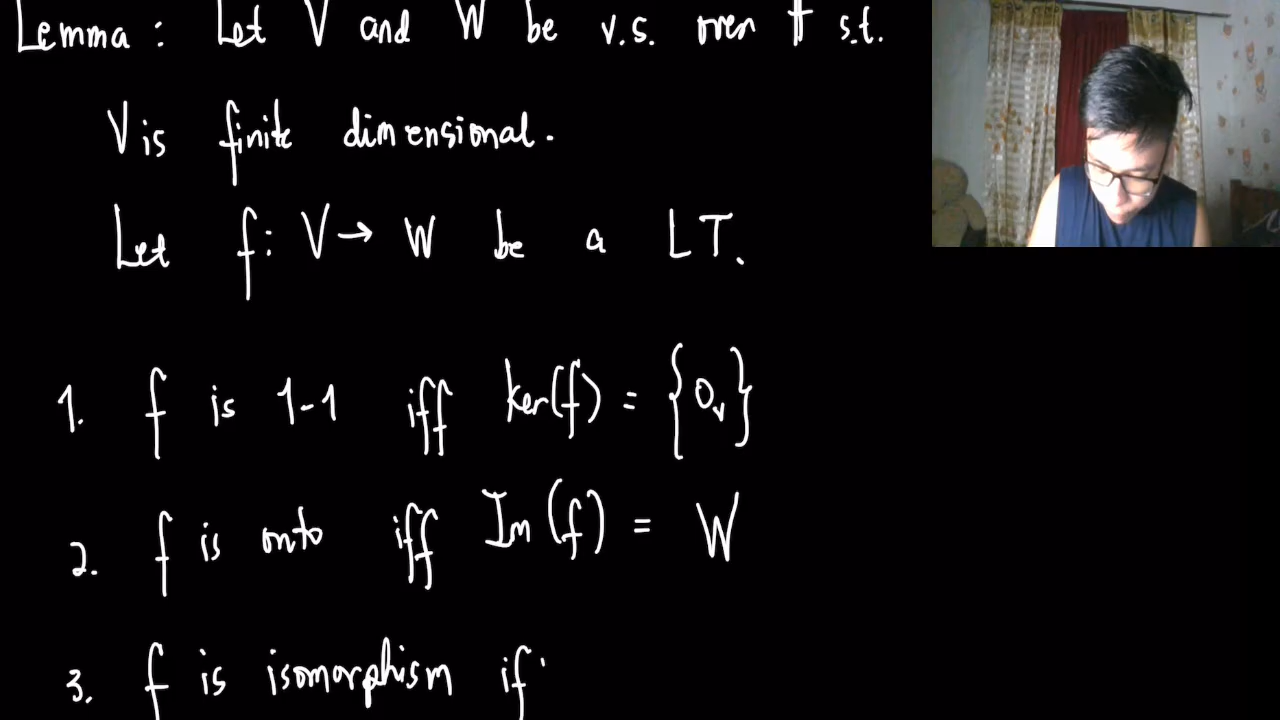 Lemma : Let V and W be v.s. over F s.t.
V is finite dimensional.
Let f: V → W be a LT.
1. f is 1-1 iff ker(f) = {0ᵥ}
2. f is onto iff Im(f) = W
3. f is isomorphism if